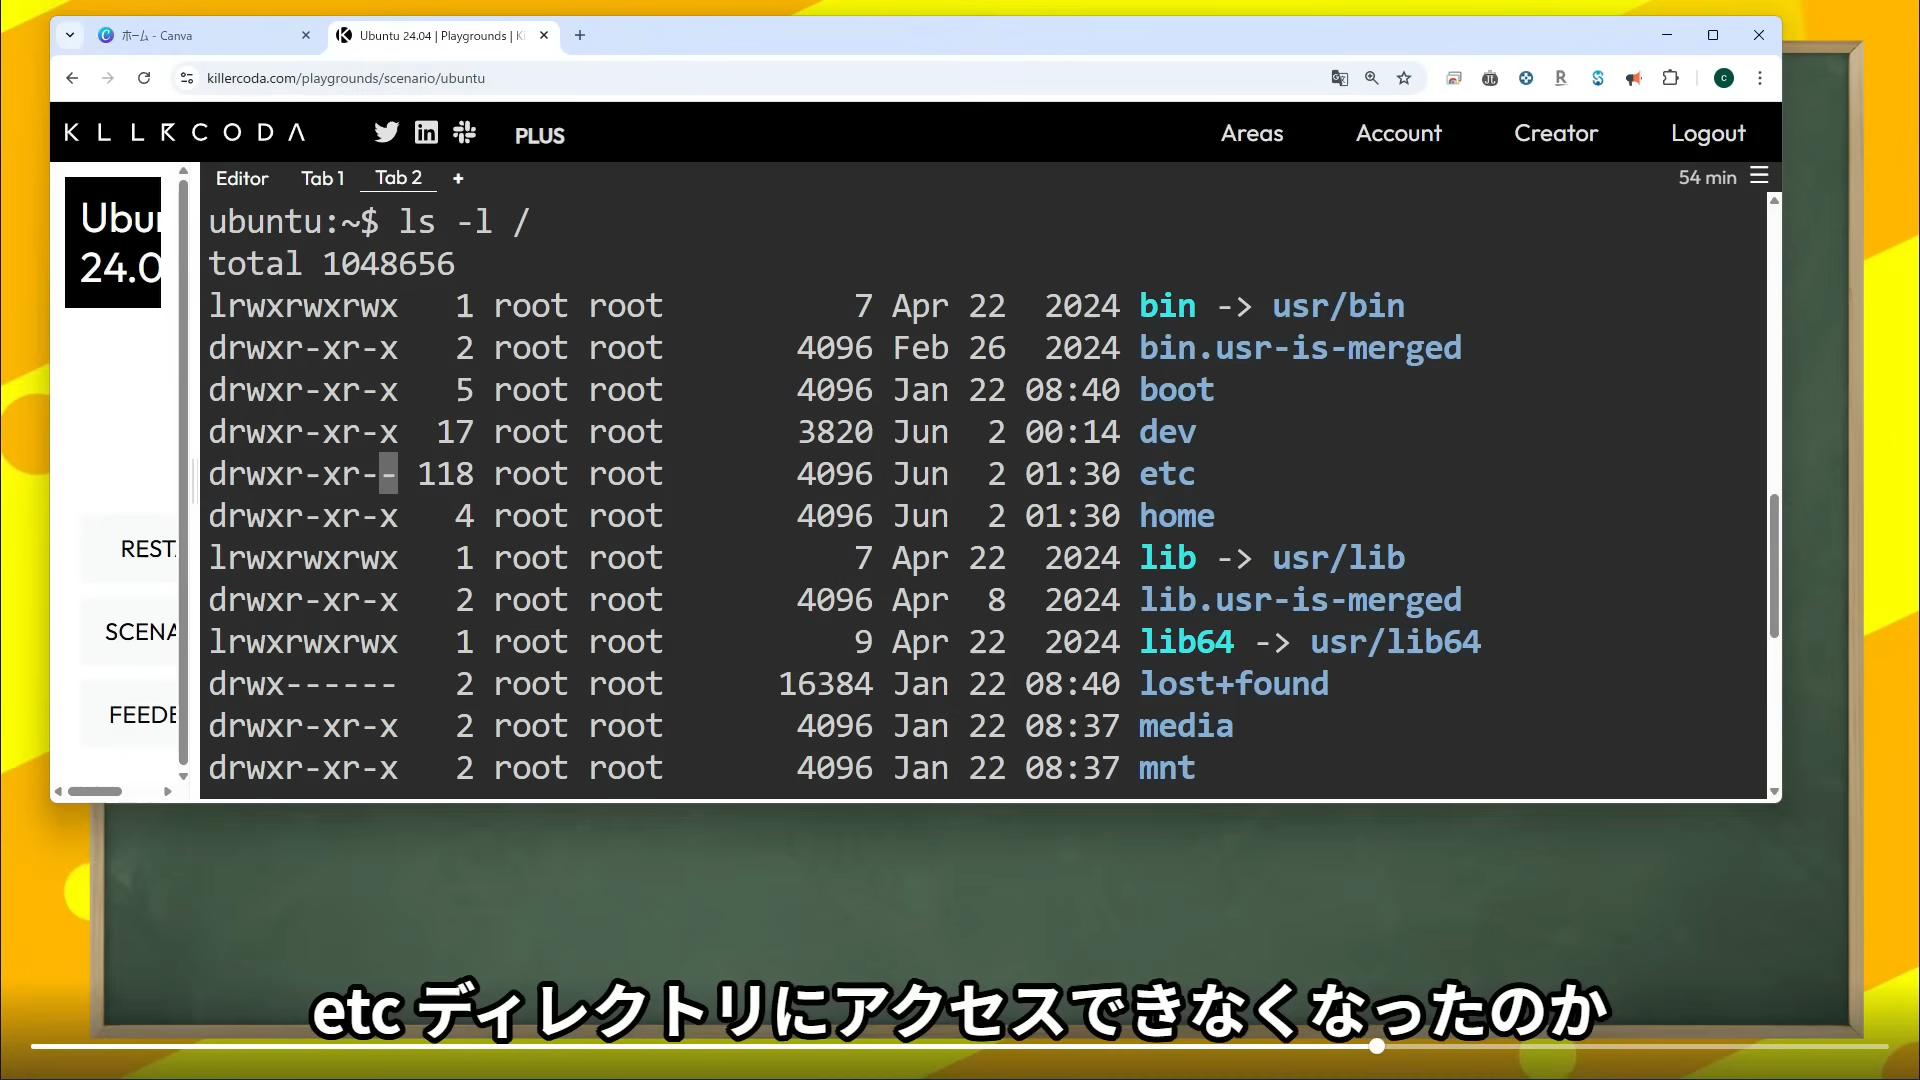 ホーム - Canva
Ubuntu 24.04 | Playgrounds | Ki
killercoda.com/playgrounds/scenario/ubuntu
KLLRCODA
PLUS
Areas
Account
Creator
Logout
Ubun
24.0
REST
SCENA
FEEDE
Editor
Tab 1
Tab 2
+
54 min
ubuntu:~$ ls -l /
total 1048656
lrwxrwxrwx 1 root root 7 Apr 22 2024 bin -> usr/bin
drwxr-xr-x 2 root root 4096 Feb 26 2024 bin.usr-is-merged
drwxr-xr-x 5 root root 4096 Jan 22 08:40 boot
drwxr-xr-x 17 root root 3820 Jun 2 00:14 dev
drwxr-xr-- 118 root root 4096 Jun 2 01:30 etc
drwxr-xr-x 4 root root 4096 Jun 2 01:30 home
lrwxrwxrwx 1 root root 7 Apr 22 2024 lib -> usr/lib
drwxr-xr-x 2 root root 4096 Apr 8 2024 lib.usr-is-merged
lrwxrwxrwx 1 root root 9 Apr 22 2024 lib64 -> usr/lib64
drwx------ 2 root root 16384 Jan 22 08:40 lost+found
drwxr-xr-x 2 root root 4096 Jan 22 08:37 media
drwxr-xr-x 2 root root 4096 Jan 22 08:37 mnt
etc ディレクトリにアクセスできなくなったのか